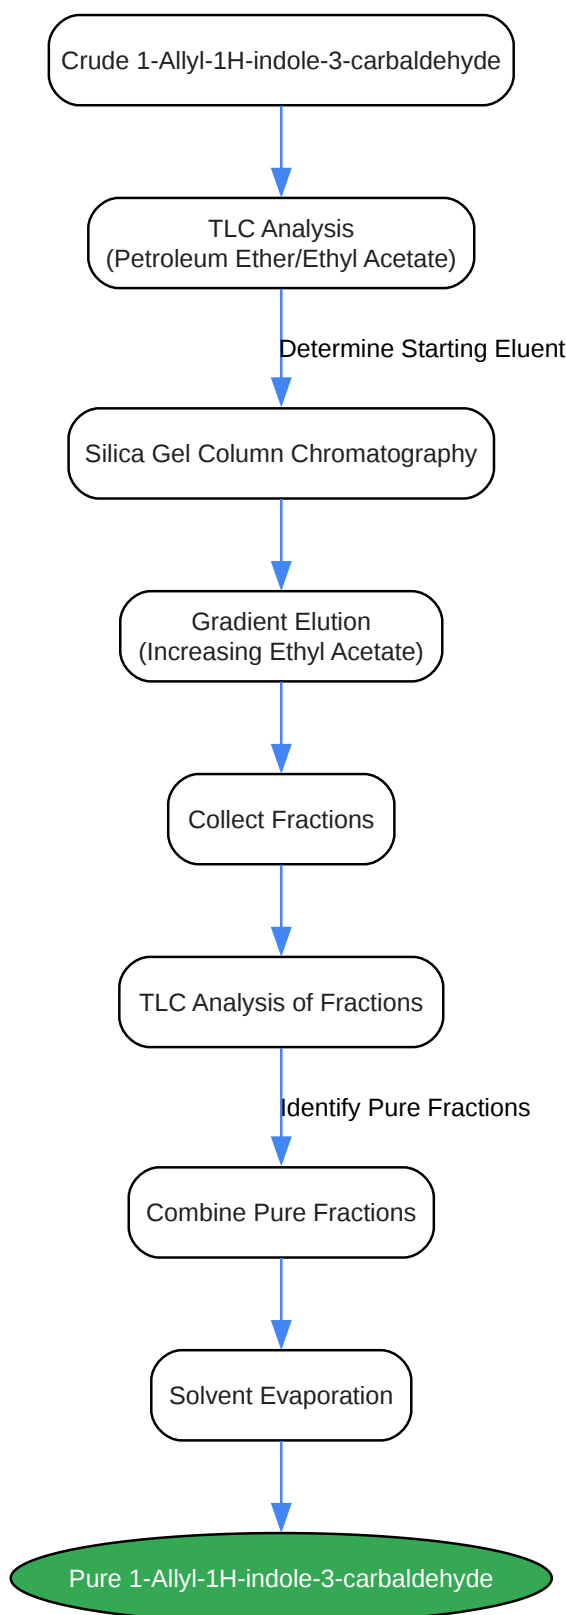 Crude 1-Allyl-1H-indole-3-carbaldehyde
TLC Analysis
(Petroleum Ether/Ethyl Acetate)
Determine Starting Eluent
Silica Gel Column Chromatography
Gradient Elution
(Increasing Ethyl Acetate)
Collect Fractions
TLC Analysis of Fractions
Identify Pure Fractions
Combine Pure Fractions
Solvent Evaporation
Pure 1-Allyl-1H-indole-3-carbaldehyde